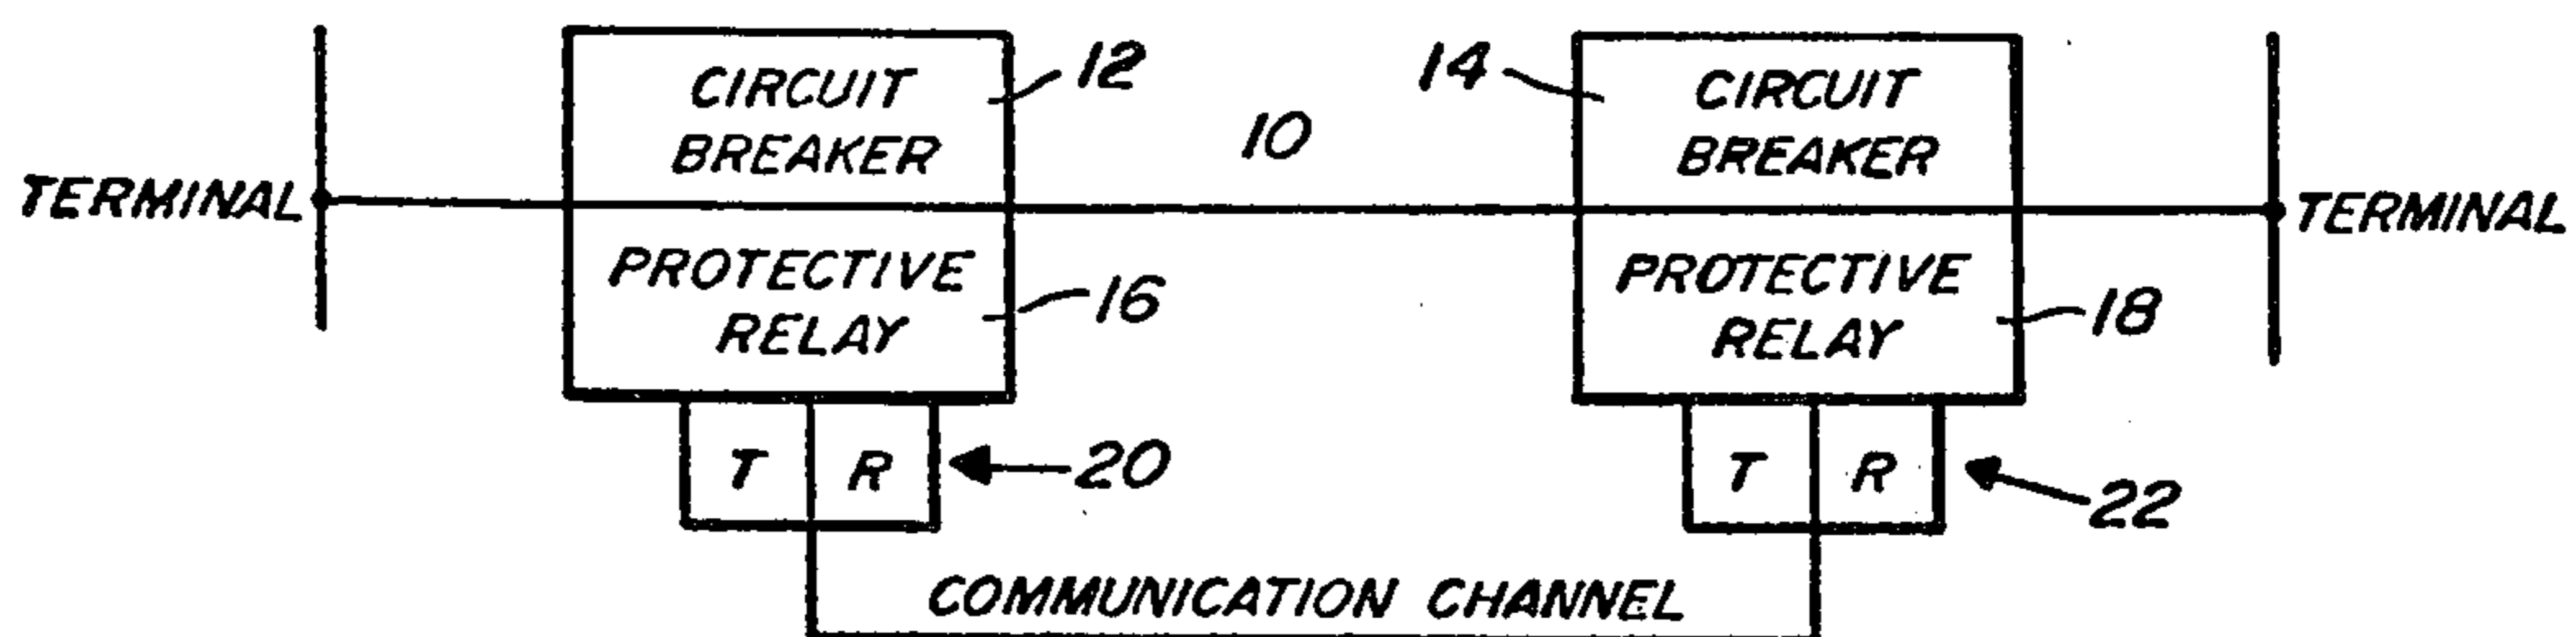 TERMINAL
CIRCUIT
BREAKER
12
PROTECTIVE
RELAY
16
T R
20
10
14
CIRCUIT
BREAKER
PROTECTIVE
RELAY
18
T R
22
TERMINAL
COMMUNICATION CHANNEL